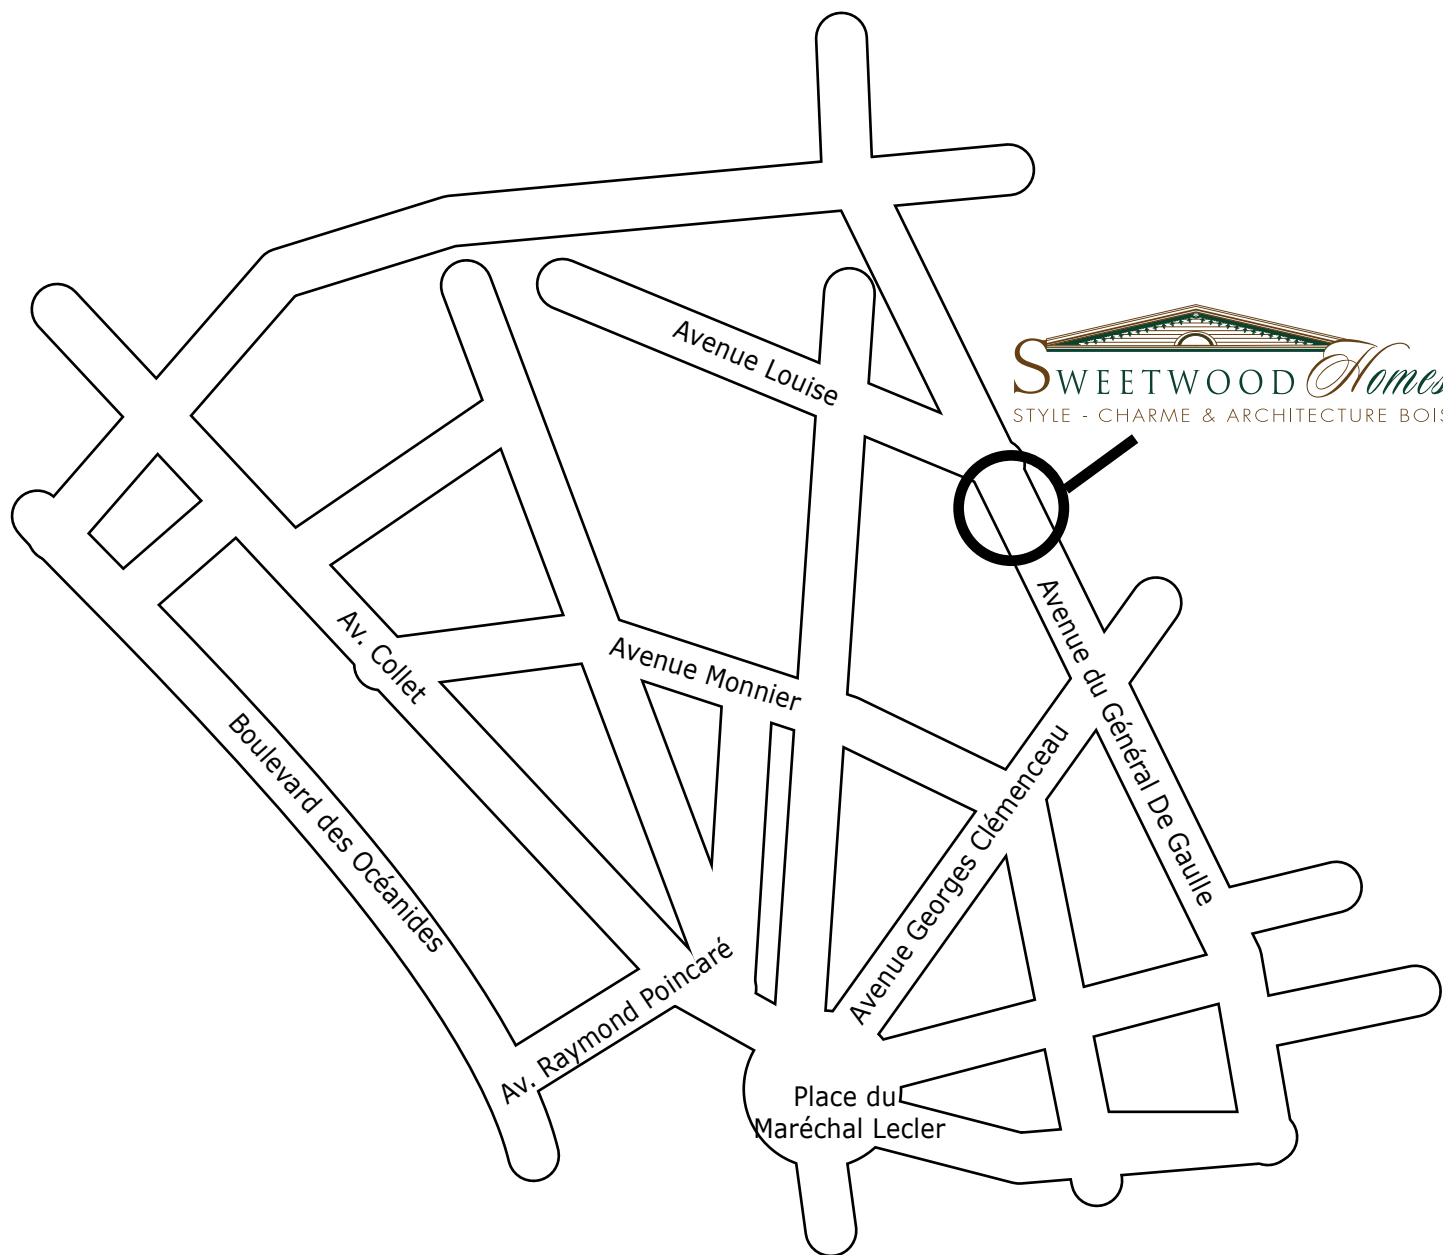 Avenue Louise
SWEETWOOD Homes
STYLE - CHARME & ARCHITECTURE BOIS
Avenue du Général De Gaulle
Av. Collet
Avenue Monnier
Boulevard des Océanides
Avenue Georges Clémenceau
Av. Raymond Poincaré
Place du
Maréchal Lecler